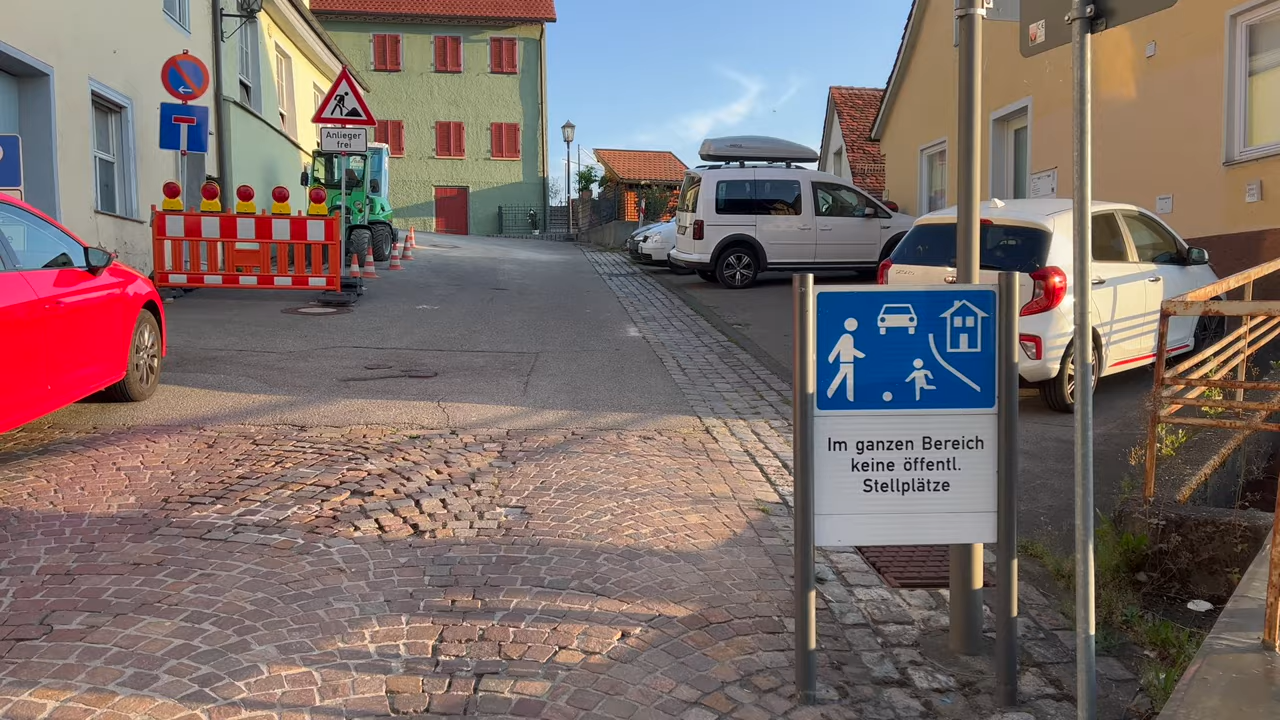 Anlieger
frei
Im ganzen Bereich
keine öffentl.
Stellplätze